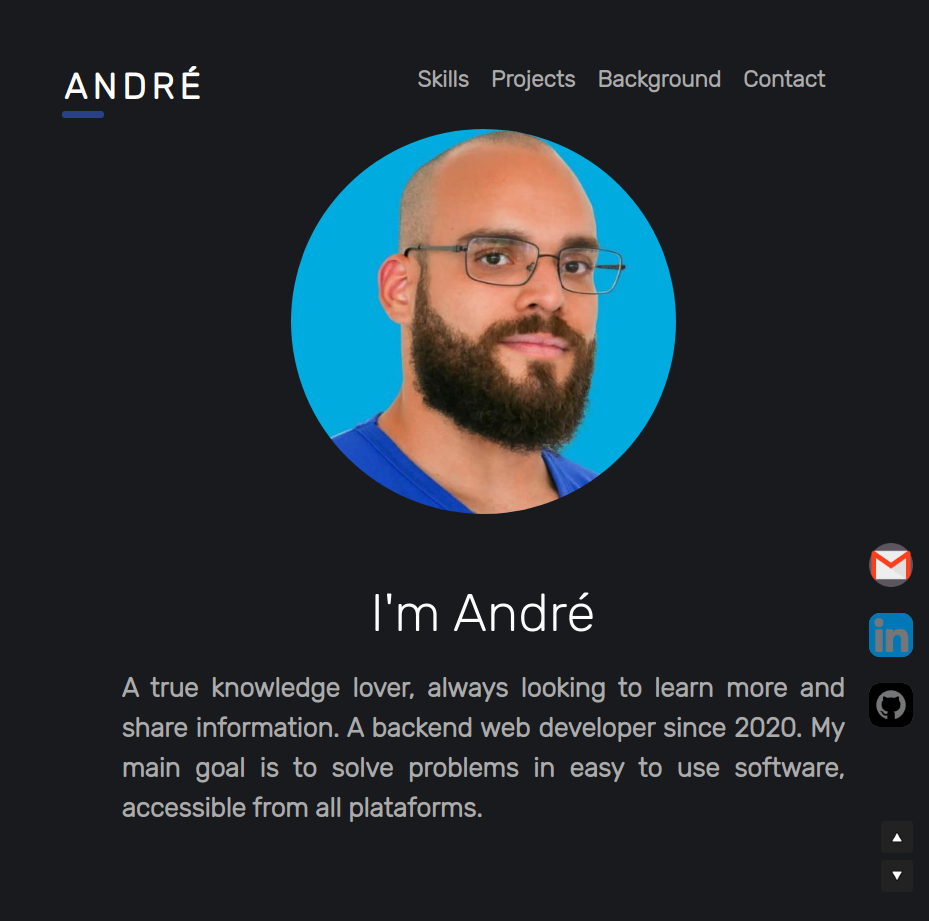 ANDRÉ
Skills Projects Background Contact
I'm André
A true knowledge lover, always looking to learn more and
share information. A backend web developer since 2020. My
main goal is to solve problems in easy to use software,
accessible from all plataforms.
in